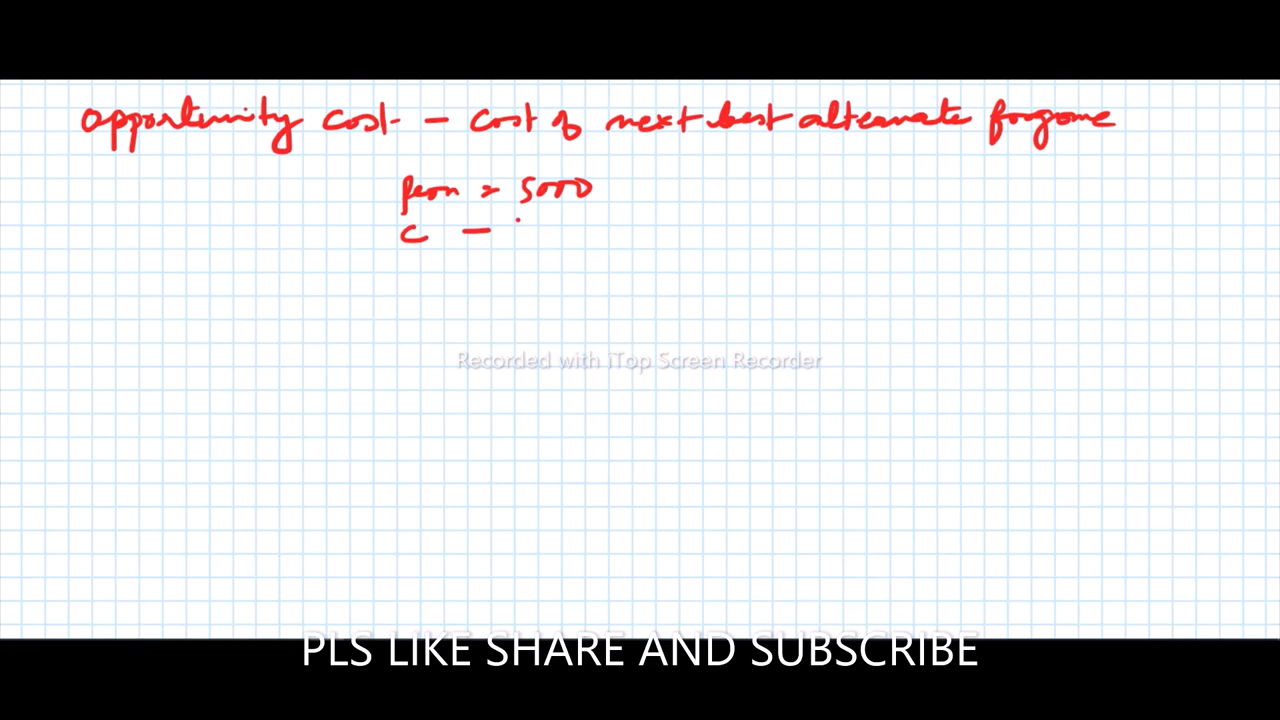 opportunity cost - cost of next best alternate forgone
peon > 5000
C -
Recorded with iTop Screen Recorder
PLS LIKE SHARE AND SUBSCRIBE